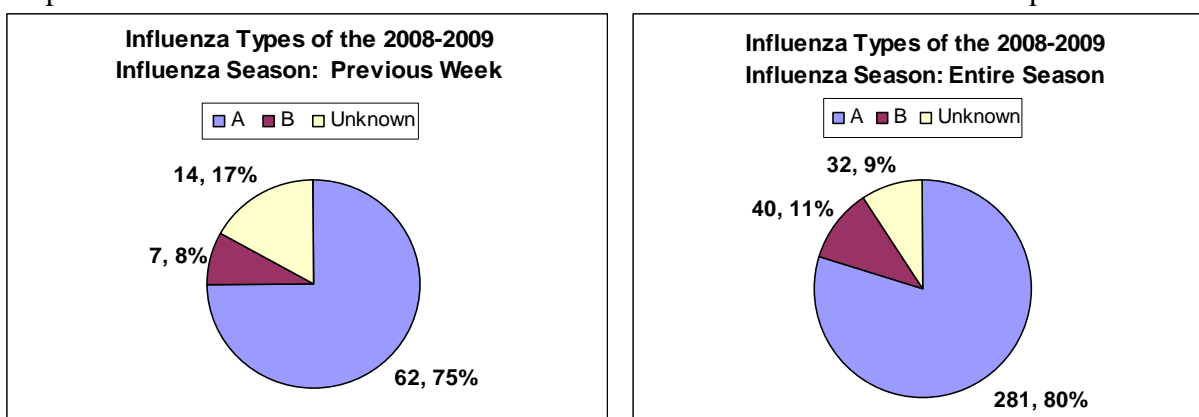 Influenza Types of the 2008-2009
Influenza Season:  Previous Week
A B Unknown
14, 17%
7, 8%
62, 75%
Influenza Types of the 2008-2009
Influenza Season: Entire Season
A B Unknown
32, 9%
40, 11%
281, 80%